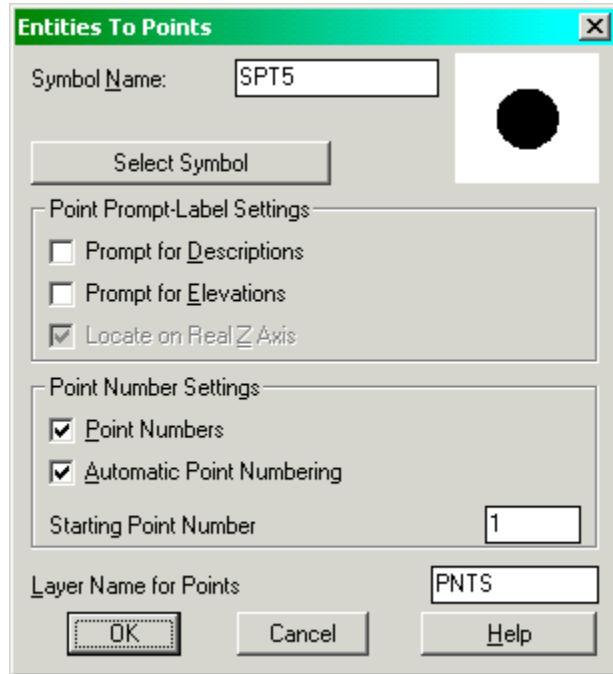 Entities To Points
Symbol Name: SPT5
Select Symbol
Point Prompt-Label Settings
Prompt for Descriptions
Prompt for Elevations
Locate on Real Z Axis
Point Number Settings
Point Numbers
Automatic Point Numbering
Starting Point Number 1
Layer Name for Points PNTS
OK Cancel Help